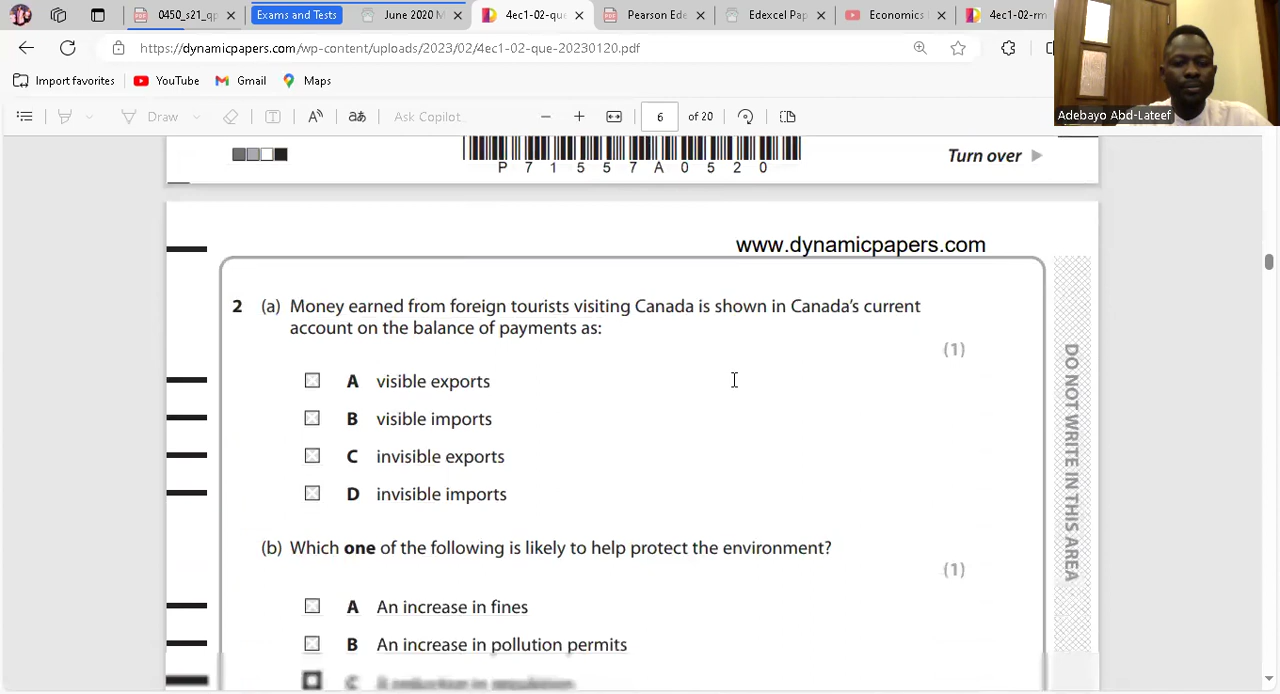 0450_s21_qp
Exams and Tests
June 2020 M
4ec1-02-que
Pearson Ede
Edexcel Pap
Economics
4ec1-02-rm
https://dynamicpapers.com/wp-content/uploads/2023/02/4ec1-02-que-20230120.pdf
Import favorites
YouTube
Gmail
Maps
Draw
Ask Copilot
6 of 20
Adebayo Abd-Lateef
P 7 1 5 5 7 A 0 5 2 0
Turn over
www.dynamicpapers.com
2 (a) Money earned from foreign tourists visiting Canada is shown in Canada's current
account on the balance of payments as:
(1)
A visible exports
B visible imports
C invisible exports
D invisible imports
(b) Which one of the following is likely to help protect the environment?
(1)
A An increase in fines
B An increase in pollution permits
C
DO NOT WRITE IN THIS AREA